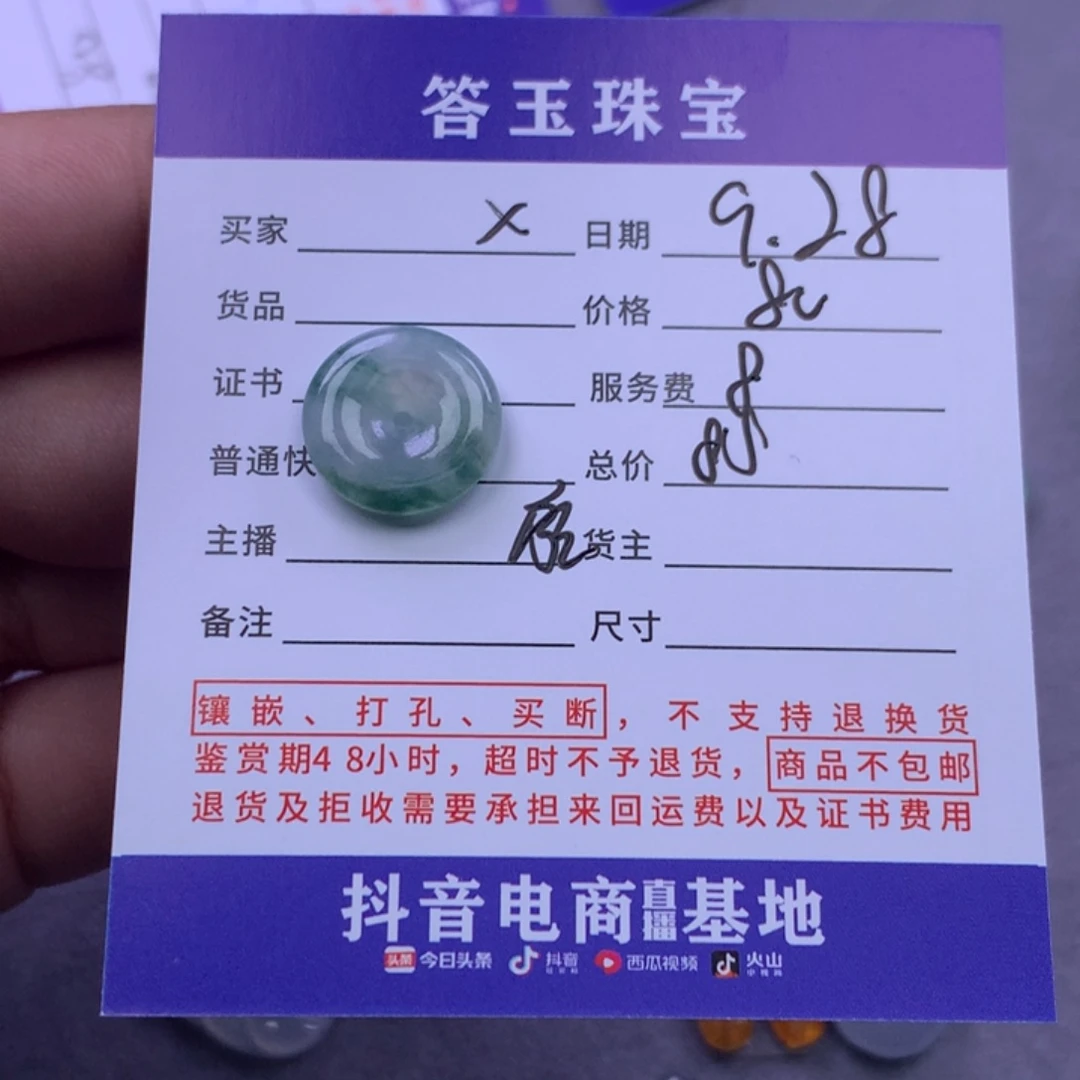 答玉珠宝
买家 X 日期 9.28
货品 价格 80
证书 服务费 8
普通快 总价 88
主播 货主
备注 尺寸
镶嵌、打孔、买断，不支持退换货
鉴赏期48小时，超时不予退货，商品不包邮
退货及拒收需要承担来回运费以及证书费用
抖音电商直播基地
头条 今日头条 抖音 西瓜视频 火山